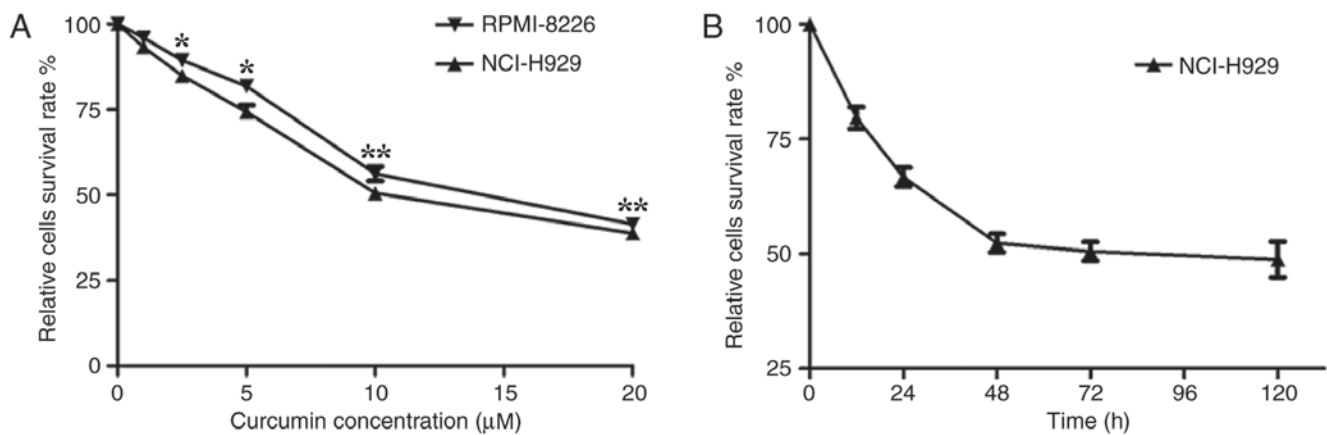 A
Relative cells survival rate %
100
75
50
25
0
*
*
**
**
RPMI-8226
NCI-H929
0 5 10 15 20
Curcumin concentration (µM)
B
Relative cells survival rate %
100
75
50
25
NCI-H929
0 24 48 72 96 120
Time (h)